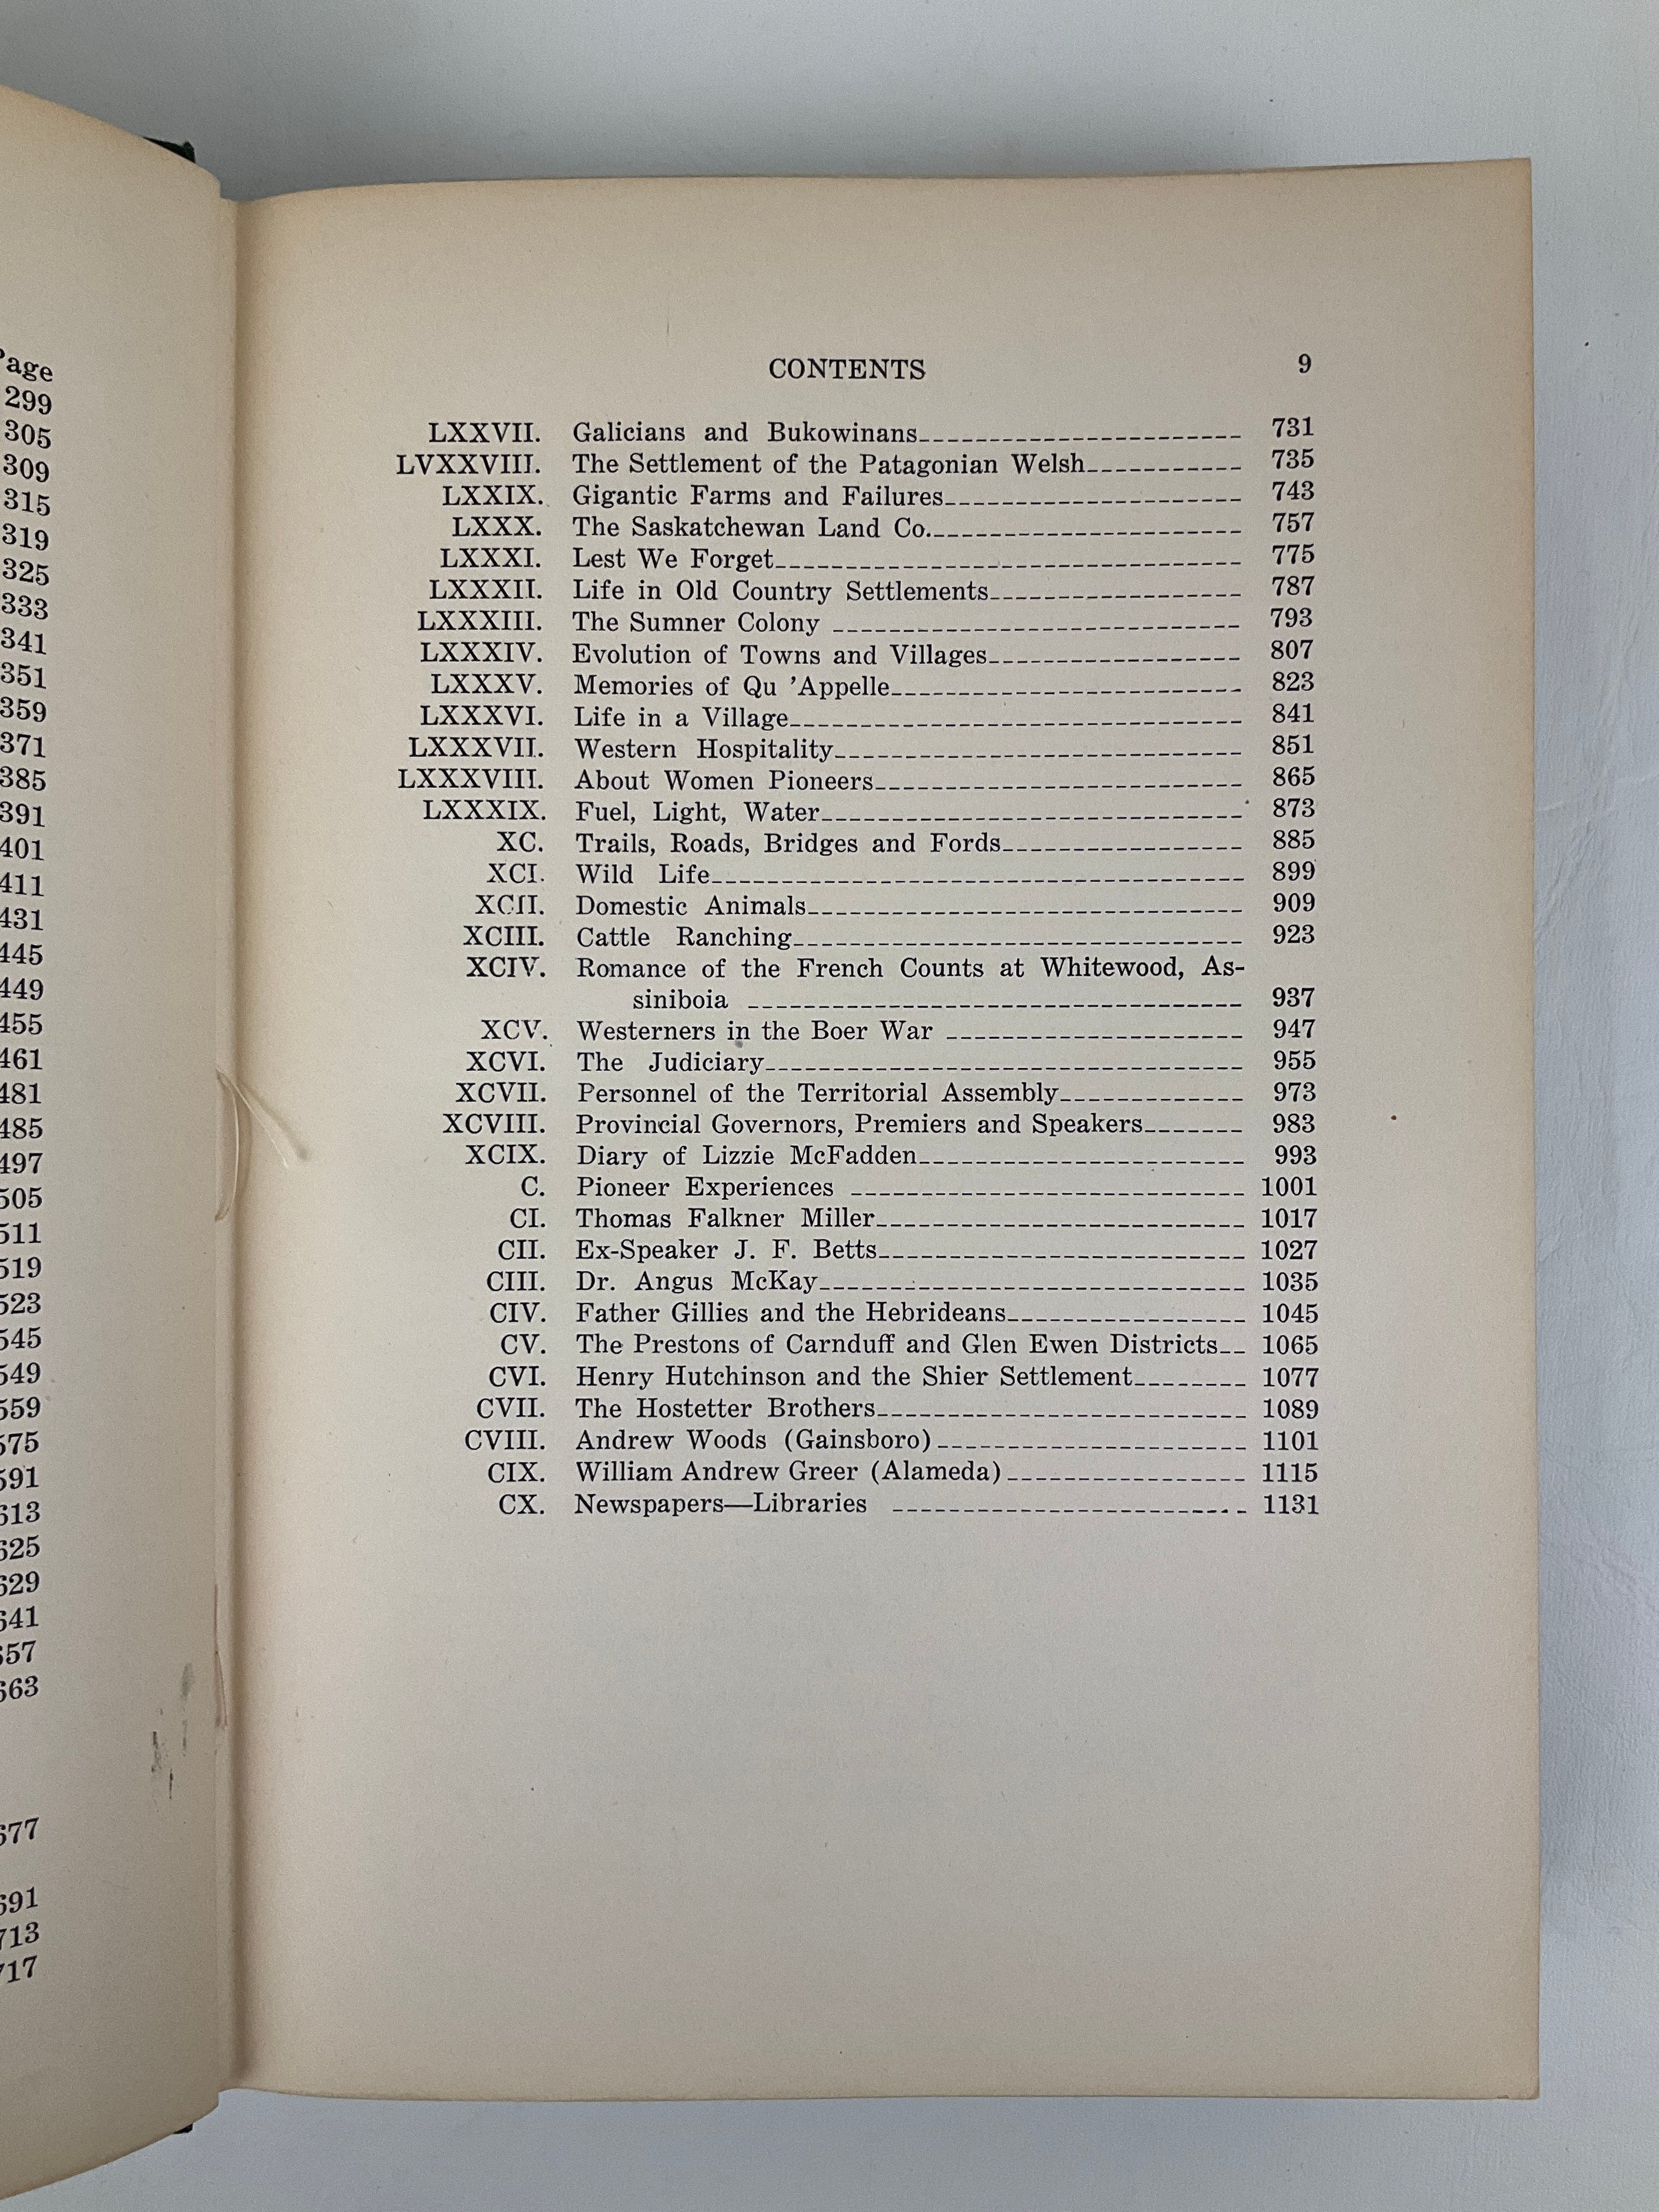 Page
299
305
309
315
319
325
333
341
351
359
371
385
391
401
411
431
445
449
455
461
481
485
497
505
511
519
523
545
549
559
575
591
613
625
629
641
657
663
677
691
713
717
CONTENTS 9
LXXVII. Galicians and Bukowinans 731
LVXXVIII. The Settlement of the Patagonian Welsh 735
LXXIX. Gigantic Farms and Failures 743
LXXX. The Saskatchewan Land Co. 757
LXXXI. Lest We Forget 775
LXXXII. Life in Old Country Settlements 787
LXXXIII. The Sumner Colony 793
LXXXIV. Evolution of Towns and Villages 807
LXXXV. Memories of Qu 'Appelle 823
LXXXVI. Life in a Village 841
LXXXVII. Western Hospitality 851
LXXXVIII. About Women Pioneers 865
LXXXIX. Fuel, Light, Water 873
XC. Trails, Roads, Bridges and Fords 885
XCI. Wild Life 899
XCII. Domestic Animals 909
XCIII. Cattle Ranching 923
XCIV. Romance of the French Counts at Whitewood, As-
siniboia 937
XCV. Westerners in the Boer War 947
XCVI. The Judiciary 955
XCVII. Personnel of the Territorial Assembly 973
XCVIII. Provincial Governors, Premiers and Speakers 983
XCIX. Diary of Lizzie McFadden 993
C. Pioneer Experiences 1001
CI. Thomas Falkner Miller 1017
CII. Ex-Speaker J. F. Betts 1027
CIII. Dr. Angus McKay 1035
CIV. Father Gillies and the Hebrideans 1045
CV. The Prestons of Carnduff and Glen Ewen Districts 1065
CVI. Henry Hutchinson and the Shier Settlement 1077
CVII. The Hostetter Brothers 1089
CVIII. Andrew Woods (Gainsboro) 1101
CIX. William Andrew Greer (Alameda) 1115
CX. Newspapers—Libraries 1131